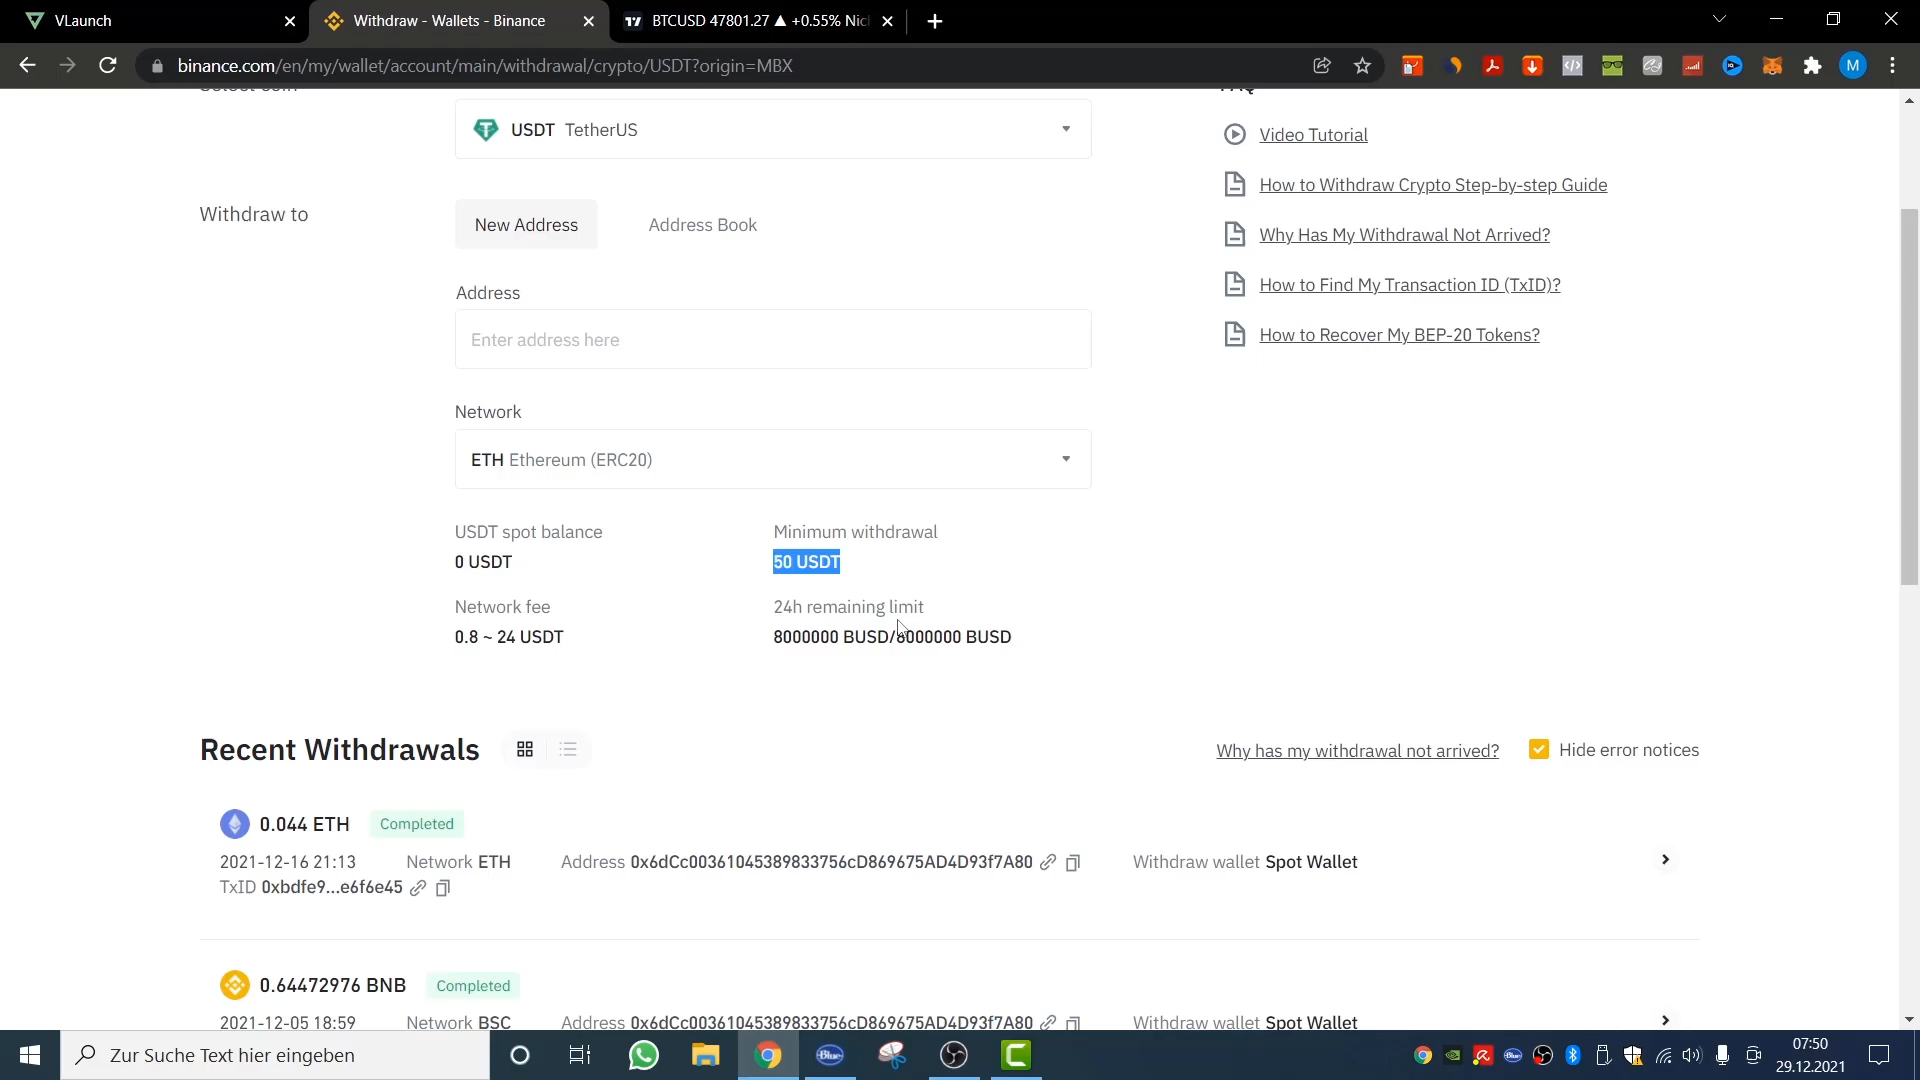 VLaunch
Withdraw - Wallets - Binance
BTCUSD 47801.27 ▲ +0.55% Nic
binance.com/en/my/wallet/account/main/withdrawal/crypto/USDT?origin=MBX
M
FAQ
USDT TetherUS
Video Tutorial
How to Withdraw Crypto Step-by-step Guide
Withdraw to
New Address
Address Book
Why Has My Withdrawal Not Arrived?
How to Find My Transaction ID (TxID)?
How to Recover My BEP-20 Tokens?
Address
Enter address here
Network
ETH Ethereum (ERC20)
USDT spot balance
0 USDT
Minimum withdrawal
50 USDT
Network fee
0.8 ~ 24 USDT
24h remaining limit
8000000 BUSD/8000000 BUSD
Recent Withdrawals
Why has my withdrawal not arrived?
Hide error notices
0.044 ETH Completed
2021-12-16 21:13 Network ETH Address 0x6dCc00361045389833756cD869675AD4D93f7A80 Withdraw wallet Spot Wallet
TxID 0xbdfe9...e6f6e45
0.64472976 BNB Completed
2021-12-05 18:59 Network BSC Address 0x6dCc00361045389833756cD869675AD4D93f7A80 Withdraw wallet Spot Wallet
Zur Suche Text hier eingeben
Blue
07:50
29.12.2021